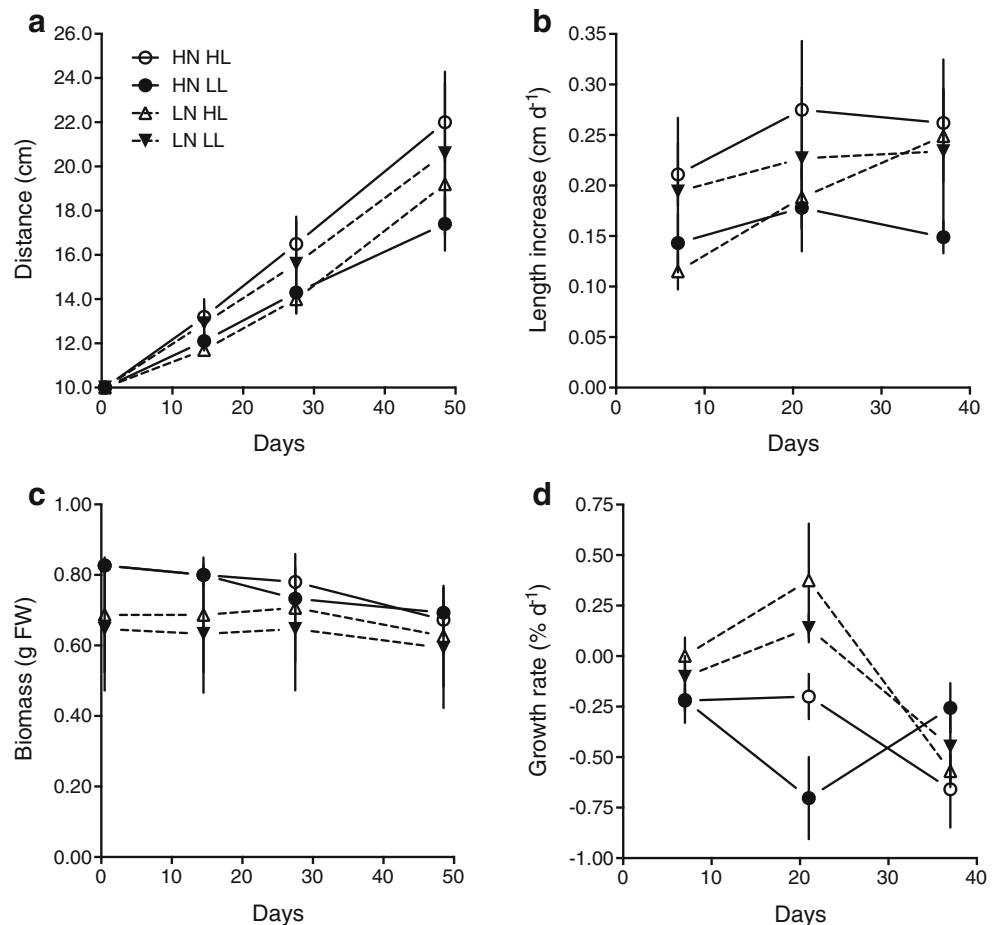 a
26.0
24.0
22.0
20.0
18.0
16.0
14.0
12.0
10.0
Distance (cm)
HN HL
HN LL
LN HL
LN LL
0 10 20 30 40 50
Days
b
0.35
0.30
0.25
0.20
0.15
0.10
0.05
0.00
Length increase (cm d-1)
0 10 20 30 40
Days
c
1.00
0.80
0.60
0.40
0.20
0.00
Biomass (g FW)
0 10 20 30 40 50
Days
d
0.75
0.50
0.25
0.00
-0.25
-0.50
-0.75
-1.00
Growth rate (% d-1)
0 10 20 30 40
Days